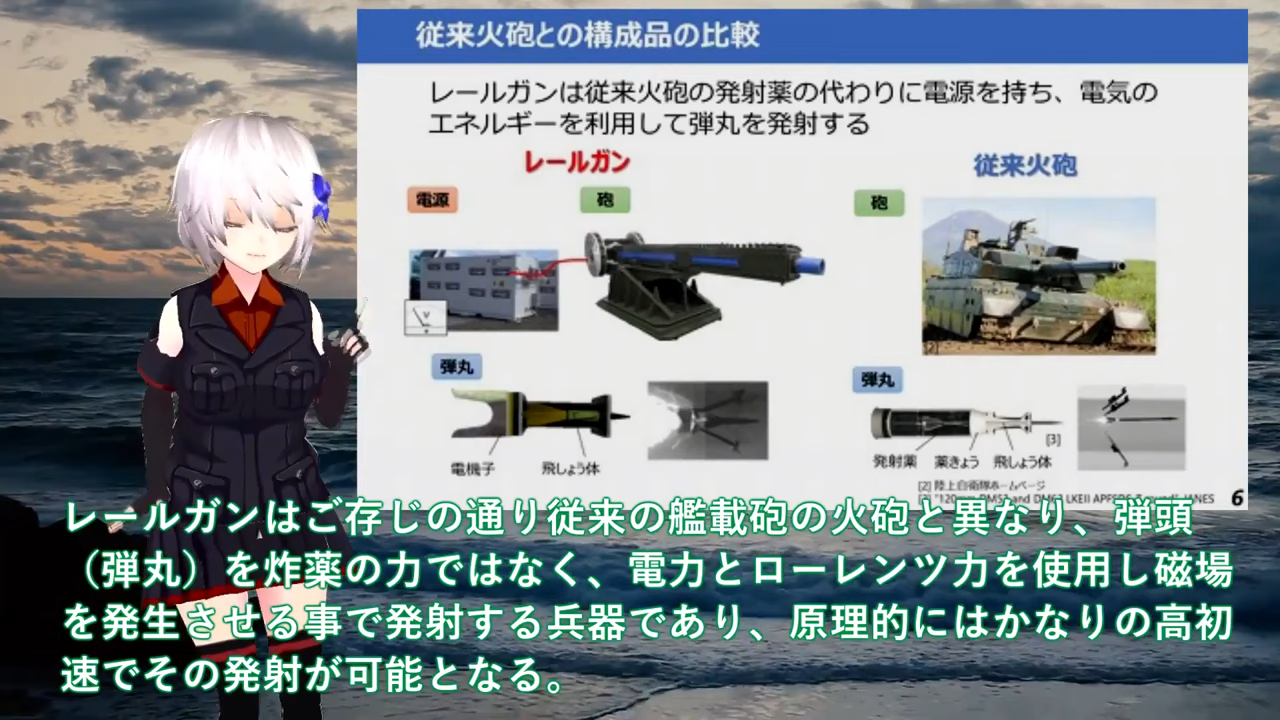 従来火砲との構成品の比較
レールガンは従来火砲の発射薬の代わりに電源を持ち、電気の
エネルギーを利用して弾丸を発射する
レールガン
従来火砲
電源
砲
砲
弾丸
電機子
飛しょう体
弾丸
発射薬
薬きょう
飛しょう体
[3]
[2]
[2] 陸上自衛隊ホームページ
6
レールガンはご存じの通り従来の艦載砲の火砲と異なり、弾頭
（弾丸）を炸薬の力ではなく、電力とローレンツ力を使用し磁場
を発生させる事で発射する兵器であり、原理的にはかなりの高初
速でその発射が可能となる。